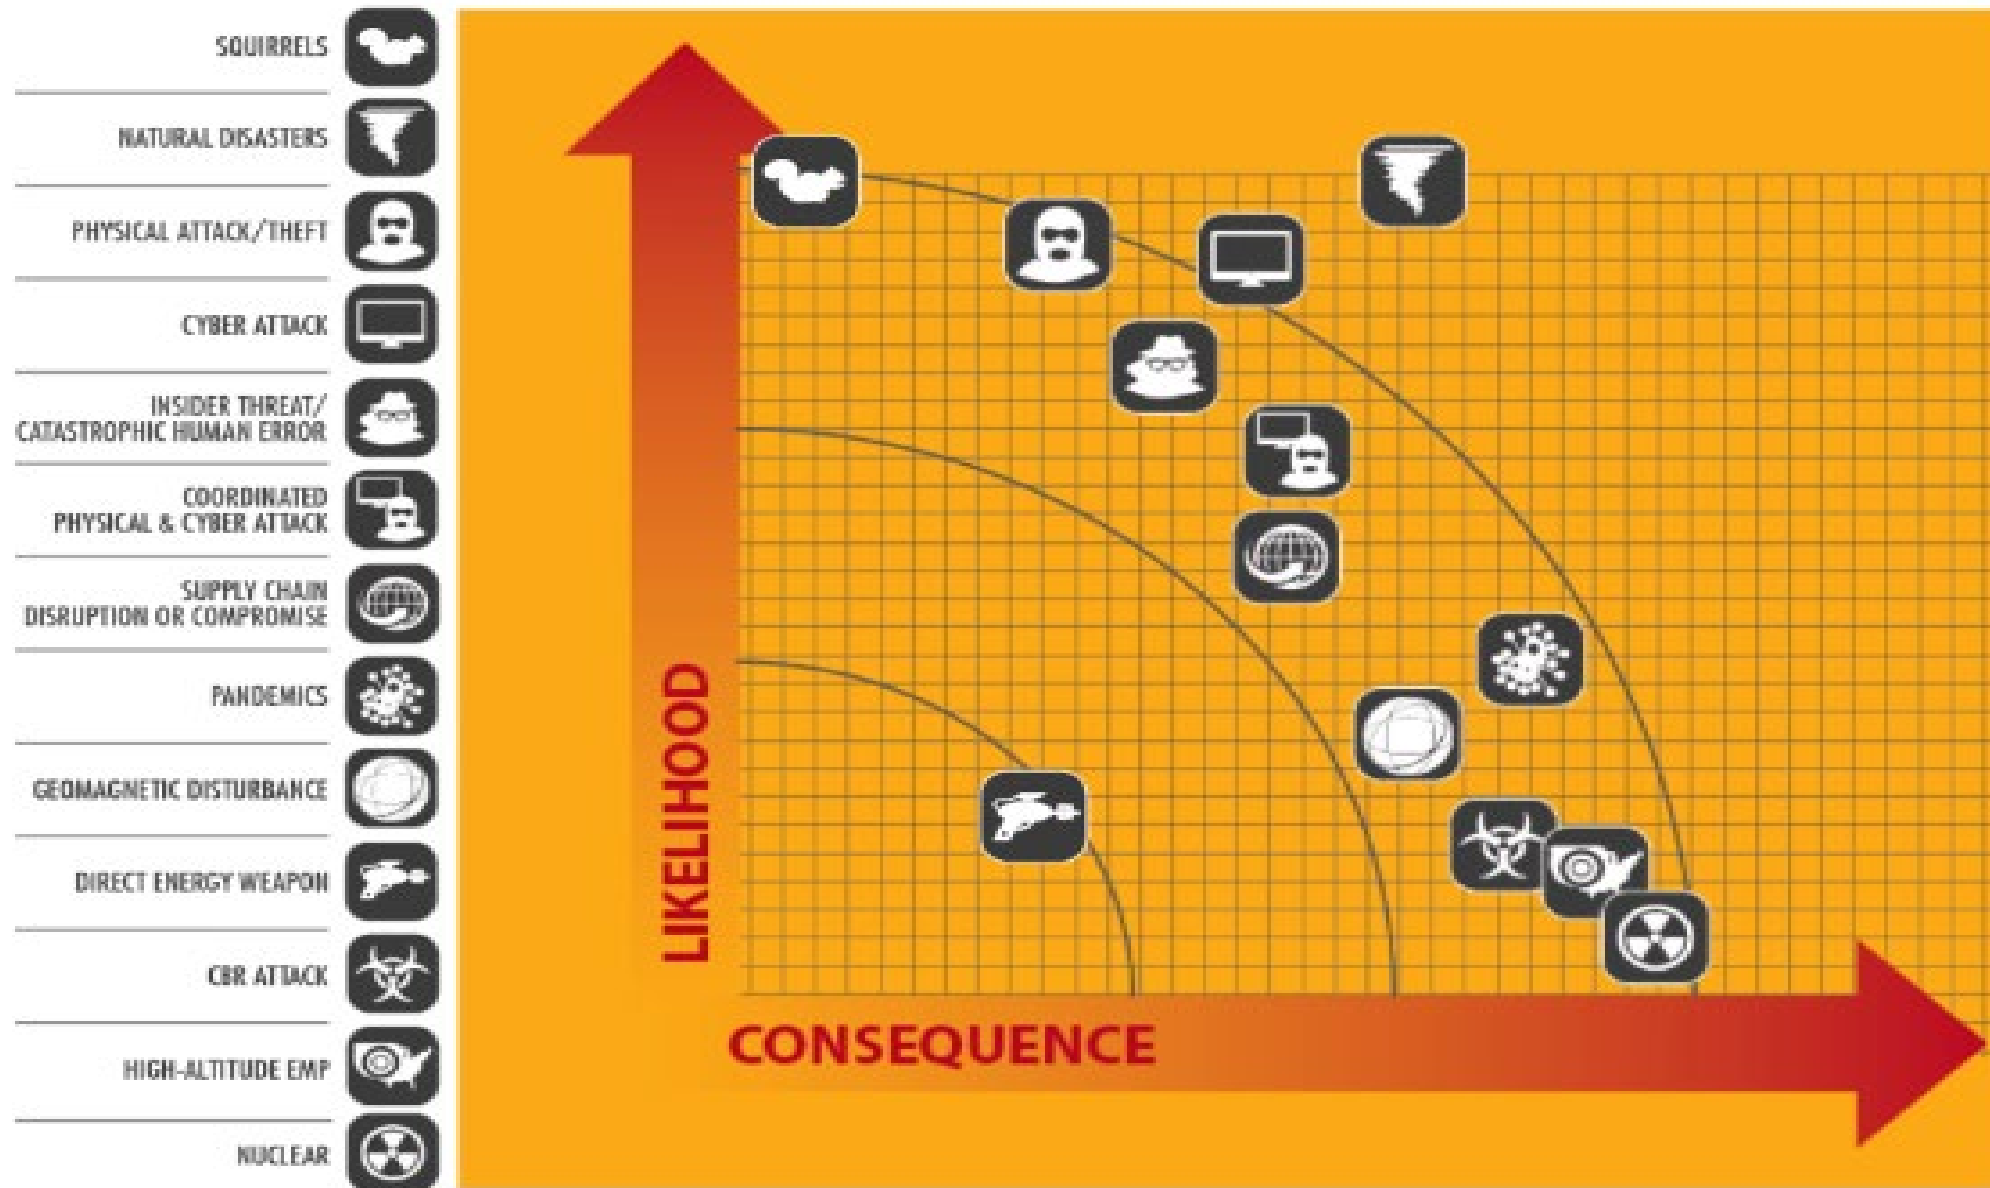 SQUIRRELS
NATURAL DISASTERS
PHYSICAL ATTACK/THEFT
CYBER ATTACK
INSIDER THREAT/
CATASTROPHIC HUMAN ERROR
COORDINATED
PHYSICAL & CYBER ATTACK
SUPPLY CHAIN
DISRUPTION OR COMPROMISE
PANDEMICS
GEOMAGNETIC DISTURBANCE
DIRECT ENERGY WEAPON
CBR ATTACK
HIGH-ALTITUDE EMP
NUCLEAR
LIKELIHOOD
CONSEQUENCE